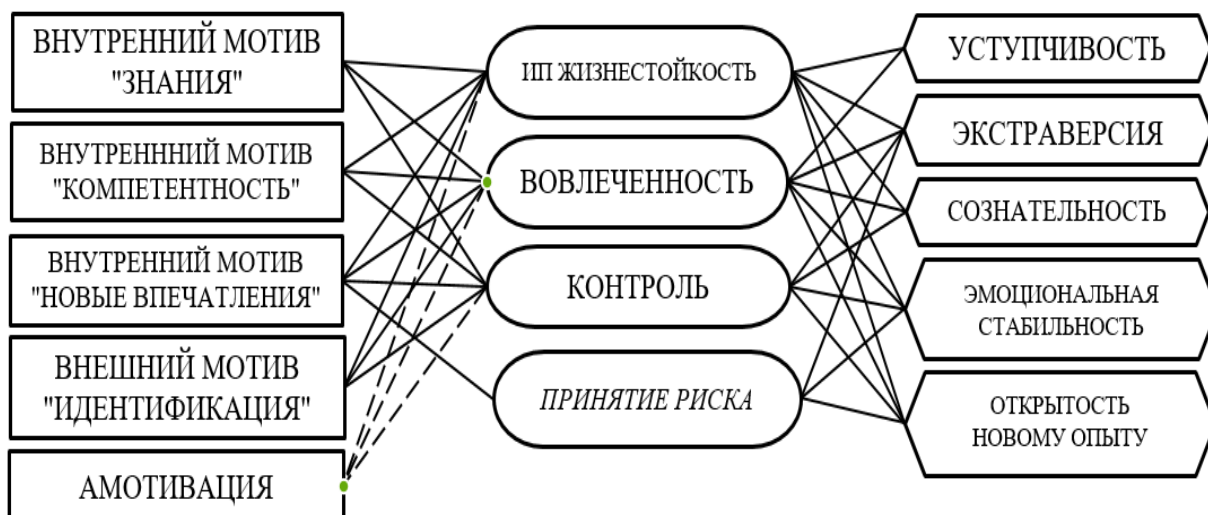 ВНУТРЕННИЙ МОТИВ
"ЗНАНИЯ"
ВНУТРЕНННИЙ МОТИВ
"КОМПЕТЕНТНОСТЬ"
ВНУТРЕННИЙ МОТИВ
"НОВЫЕ ВПЕЧАТЛЕНИЯ"
ВНЕШНИЙ МОТИВ
"ИДЕНТИФИКАЦИЯ"
АМОТИВАЦИЯ
ИП ЖИЗНЕСТОЙКОСТЬ
ВОВЛЕЧЕННОСТЬ
КОНТРОЛЬ
ПРИНЯТИЕ РИСКА
УСТУПЧИВОСТЬ
ЭКСТРАВЕРСИЯ
СОЗНАТЕЛЬНОСТЬ
ЭМОЦИОНАЛЬНАЯ
СТАБИЛЬНОСТЬ
ОТКРЫТОСТЬ
НОВОМУ ОПЫТУ